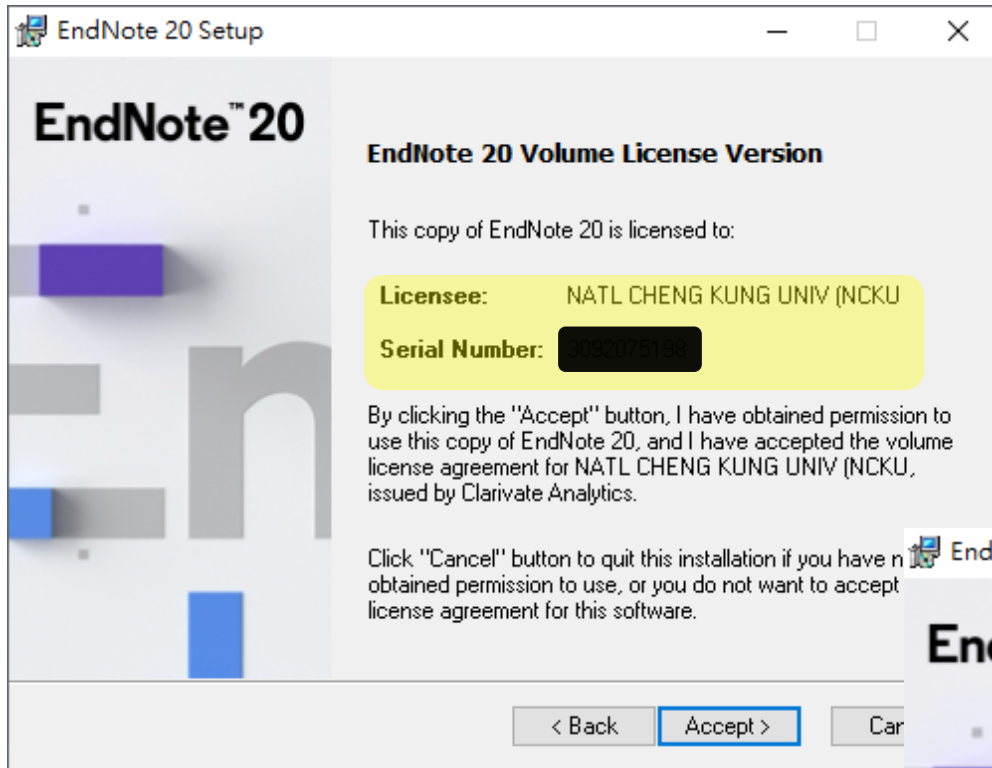 EndNote 20 Setup
EndNote™20
EndNote 20 Volume License Version
This copy of EndNote 20 is licensed to:
Licensee: NATL CHENG KUNG UNIV (NCKU
Serial Number:
By clicking the "Accept" button, I have obtained permission to
use this copy of EndNote 20, and I have accepted the volume
license agreement for NATL CHENG KUNG UNIV (NCKU,
issued by Clarivate Analytics.
Click "Cancel" button to quit this installation if you have n
obtained permission to use, or you do not want to accept
license agreement for this software.
< Back
Accept >
End